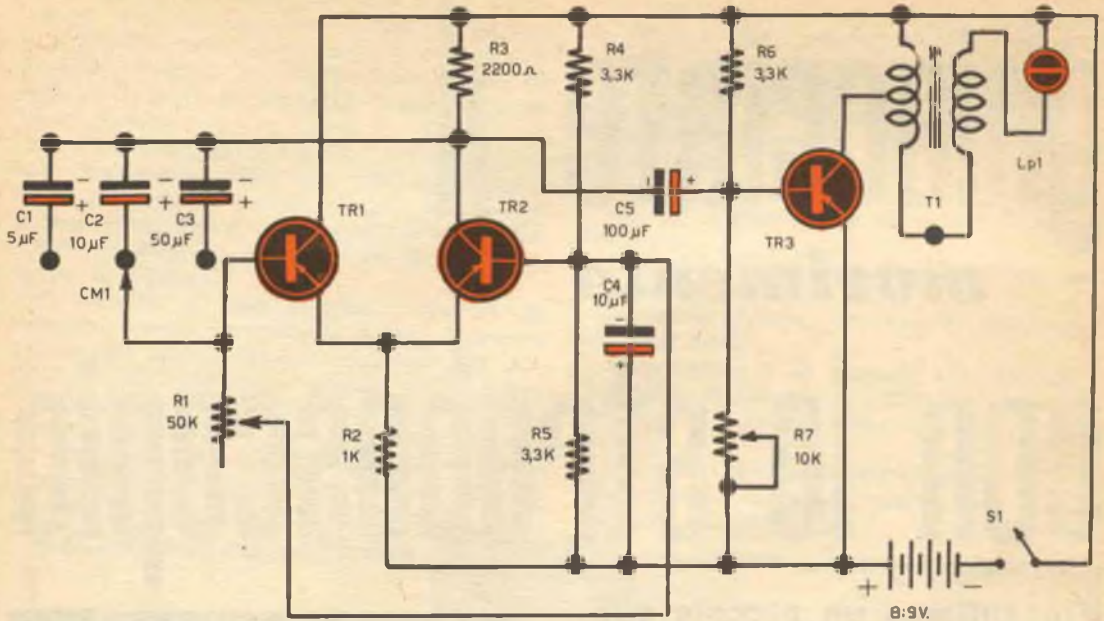 R3
2200Ω
R4
3,3K
R6
3,3K
C1
5µF
C2
10µF
C3
50µF
TR1
TR2
C5
100µF
TR3
T1
Lp1
CM1
C4
10µF
R1
50K
R2
1K
R5
3,3K
R7
10K
S1
B:9V.